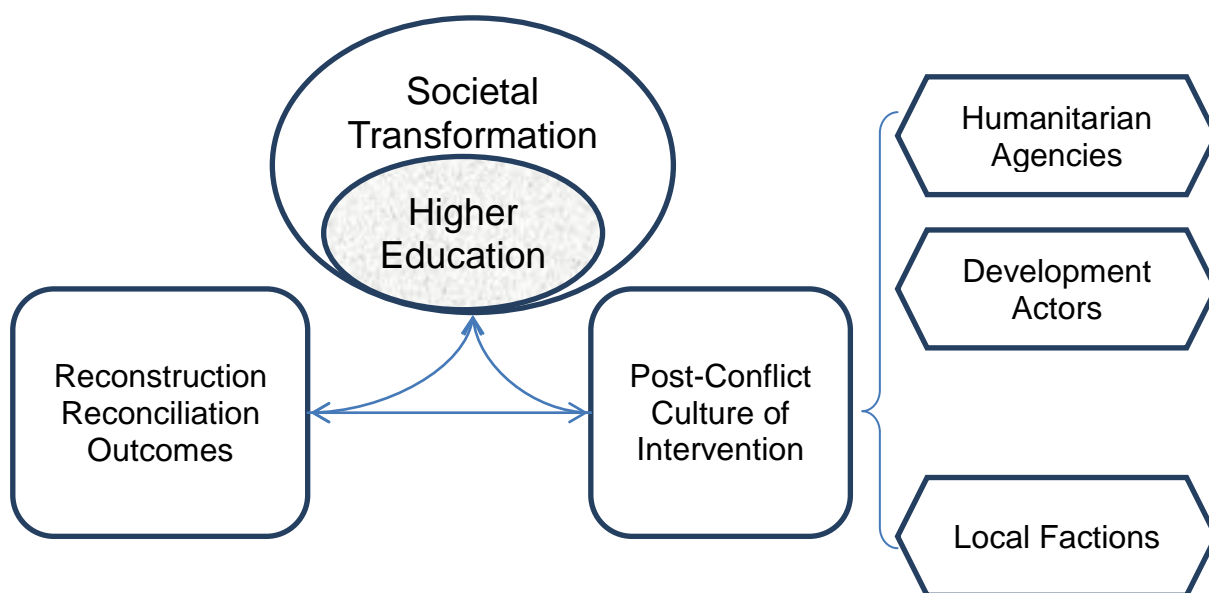 Societal
Transformation
Higher
Education
Reconstruction
Reconciliation
Outcomes
Post-Conflict
Culture of
Intervention
Humanitarian
Agencies
Development
Actors
Local Factions